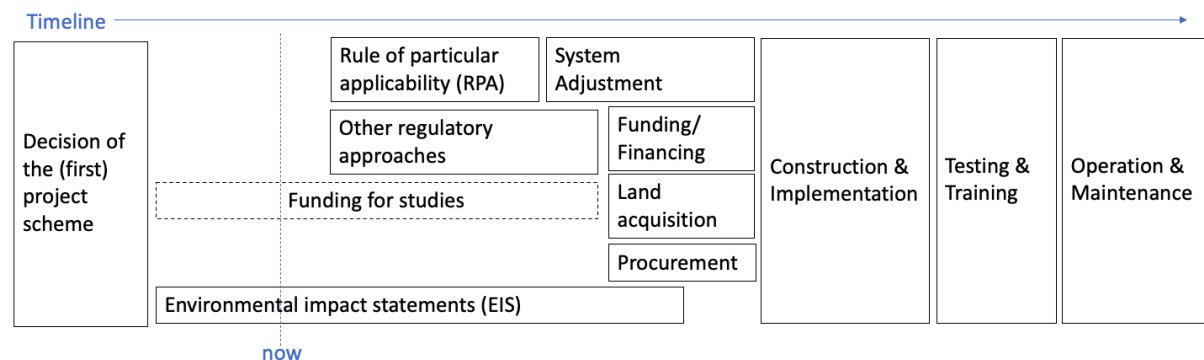 Timeline
Decision of
the (first)
project
scheme
Rule of particular
applicability (RPA)
System
Adjustment
Other regulatory
approaches
Funding/
Financing
Funding for studies
Land
acquisition
Procurement
Environmental impact statements (EIS)
Construction &
Implementation
Testing &
Training
Operation &
Maintenance
now